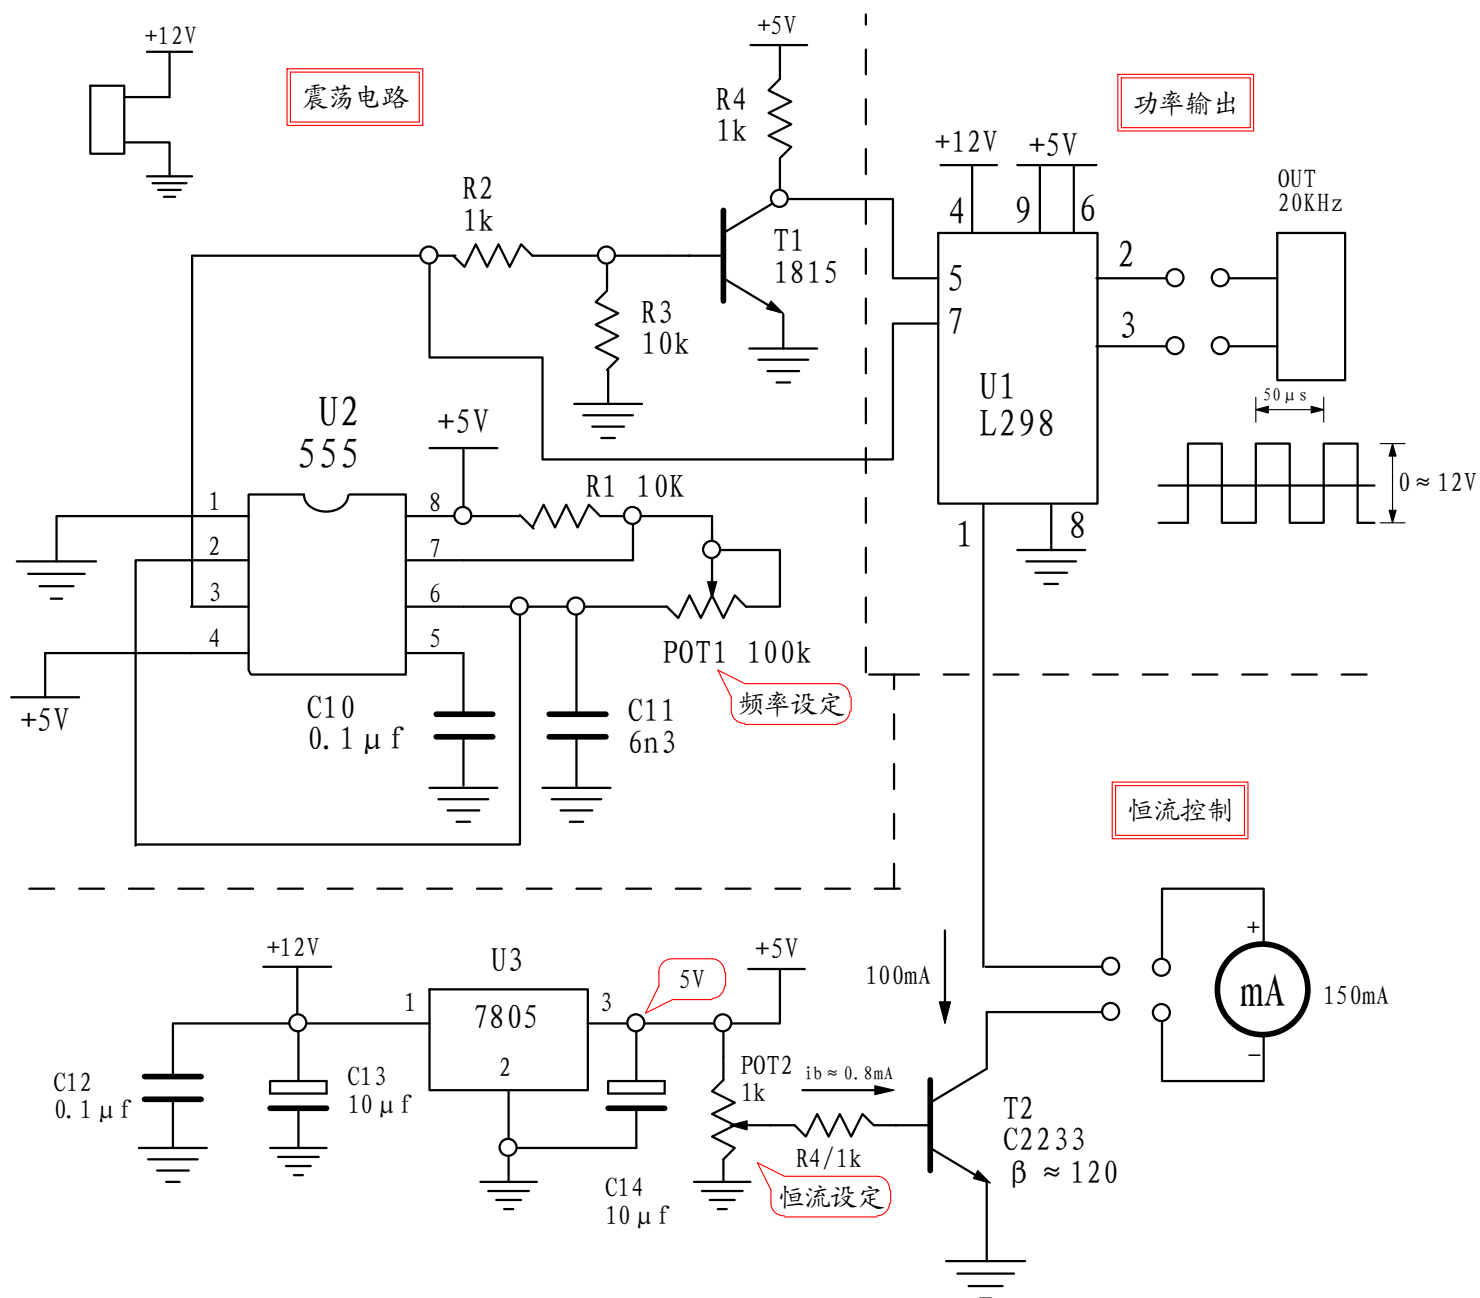 +12V
震荡电路
+5V
R4
1k
功率输出
+12V
+5V
4
9
6
OUT
20KHz
R2
1k
T1
1815
5
7
2
3
R3
10k
U1
L298
50μs
0≈12V
1
8
U2
555
+5V
R1 10K
1
2
3
4
8
7
6
5
+5V
POT1 100k
频率设定
C10
0.1μf
C11
6n3
恒流控制
+12V
U3
7805
1
2
3
5V
+5V
100mA
+
mA
−
150mA
C12
0.1μf
C13
10μf
C14
10μf
POT2
1k
ib≈0.8mA
R4/1k
恒流设定
T2
C2233
β≈120